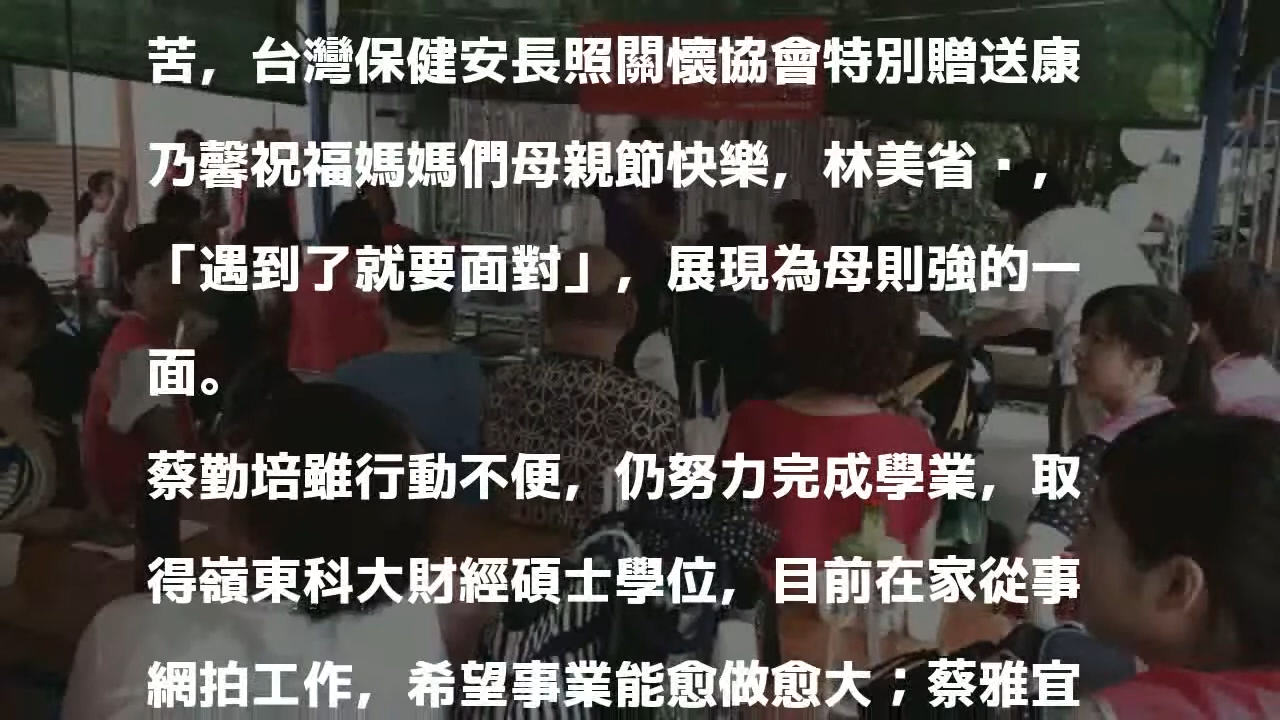 苦，台灣保健安長照關懷協會特別贈送康
乃馨祝福媽媽們母親節快樂，林美省·，
「遇到了就要面對」，展現為母則強的一
面。
蔡勤培雖行動不便，仍努力完成學業，取
得嶺東科大財經碩士學位，目前在家從事
網拍工作，希望事業能愈做愈大；蔡雅宜